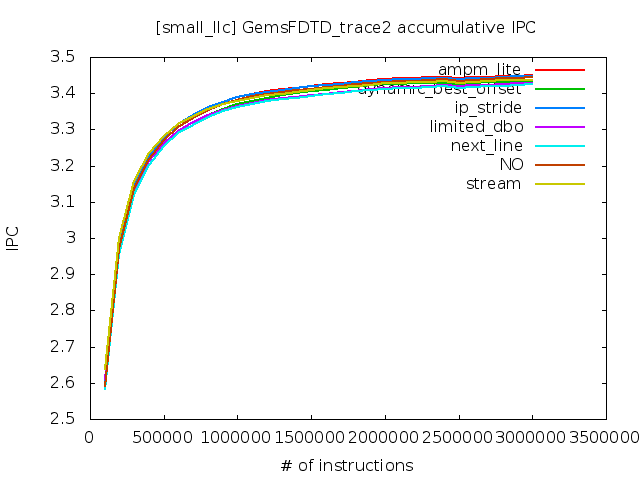 [small_llc] GemsFDTD_trace2 accumulative IPC
3.5
3.4
3.3
3.2
3.1
3
2.9
2.8
2.7
2.6
2.5
IPC
ampm_lite
dynamic_best_offset
ip_stride
limited_dbo
next_line
NO
stream
0 500000 1000000 1500000 2000000 2500000 3000000 3500000
# of instructions